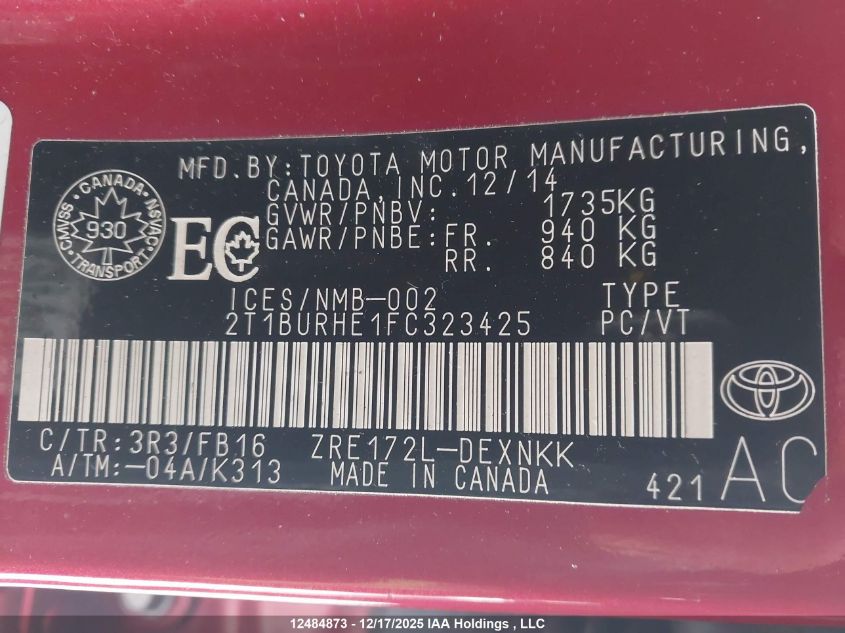 MFD.BY:TOYOTA MOTOR MANUFACTURING,
CANADA,INC.12/14
GVWR/PNBV: 1735KG
GAWR/PNBE:FR. 940 KG
RR. 840 KG
CANADA
CMVSS 930 NSVAC
TRANSPORT
EC
ICES/NMB-002 TYPE
2T1BURHE1FC323425 PC/VT
C/TR:3R3/FB16 ZRE172L-DEXNKK
A/TM:-04A/K313 MADE IN CANADA 421 AC
12484873 - 12/17/2025 IAA Holdings , LLC